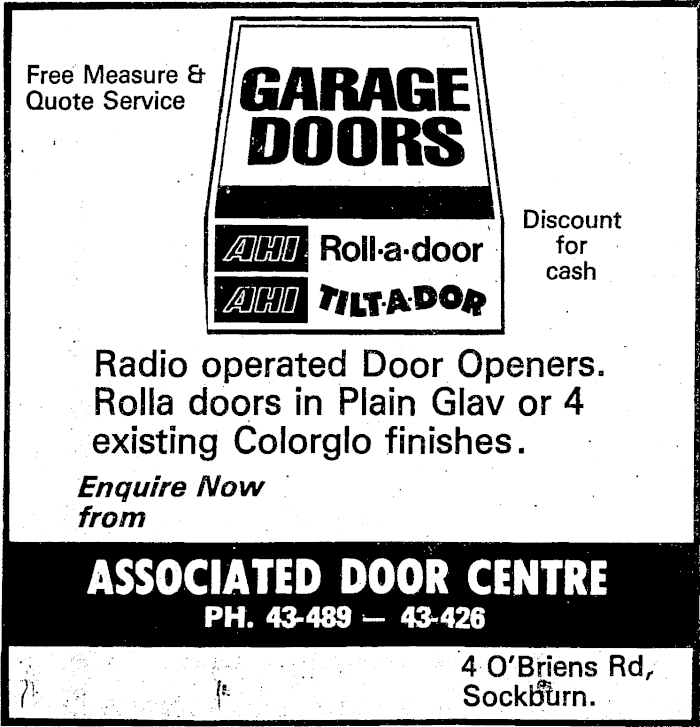 Free Measure &
Quote Service
GARAGE
DOORS
AHI Roll-a-door
AHI TILT-A-DOR
Discount
for
cash
Radio operated Door Openers.
Rolla doors in Plain Glav or 4
existing Colorglo finishes.
Enquire Now
from
ASSOCIATED DOOR CENTRE
PH. 43-489 — 43-426
4 O'Briens Rd,
Sockburn.